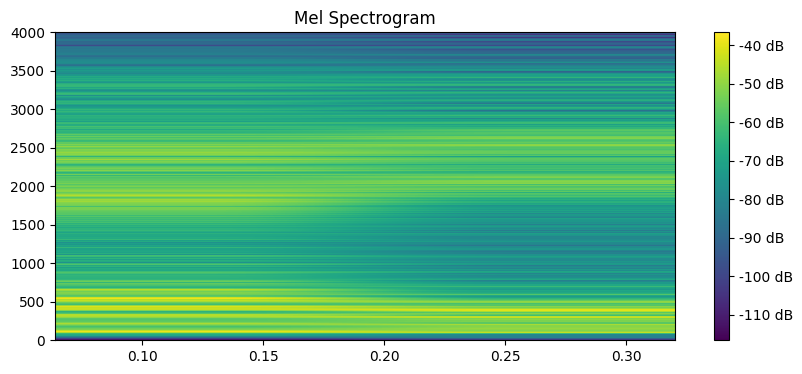 Mel Spectrogram
4000
3500
3000
2500
2000
1500
1000
500
0
0.10
0.15
0.20
0.25
0.30
-40 dB
-50 dB
-60 dB
-70 dB
-80 dB
-90 dB
-100 dB
-110 dB